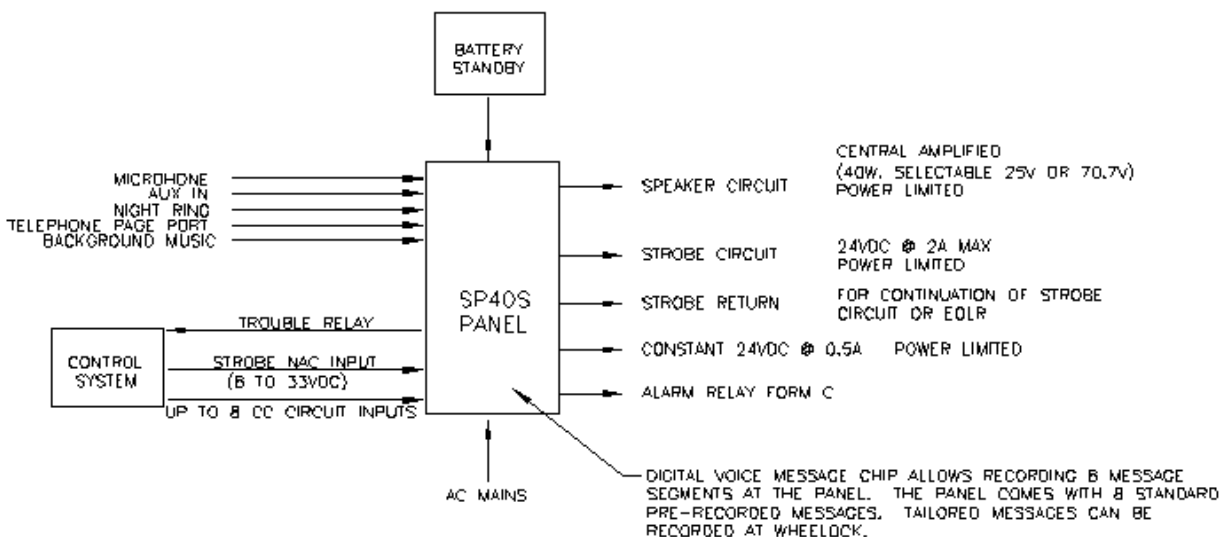 BATTERY
STANDBY
MICROHONE
AUX IN
NIGHT RING
TELEPHONE PAGE PORT
BACKGROUND MUSIC
SP40S
PANEL
CONTROL
SYSTEM
TROUBLE RELAY
STROBE NAC INPUT
(8 TO 33VDC)
UP TO 8 CC CIRCUIT INPUTS
AC MAINS
SPEAKER CIRCUIT
CENTRAL AMPLIFIED
(40W, SELECTABLE 25V OR 70.7V)
POWER LIMITED
STROBE CIRCUIT
24VDC @ 2A MAX
POWER LIMITED
STROBE RETURN
FOR CONTINUATION OF STROBE
CIRCUIT OR EOLR
CONSTANT 24VDC @ 0.5A POWER LIMITED
ALARM RELAY FORM C
DIGITAL VOICE MESSAGE CHIP ALLOWS RECORDING 8 MESSAGE
SEGMENTS AT THE PANEL. THE PANEL COMES WITH 8 STANDARD
PRE-RECORDED MESSAGES. TAILORED MESSAGES CAN BE
RECORDED AT WHEELOCK.